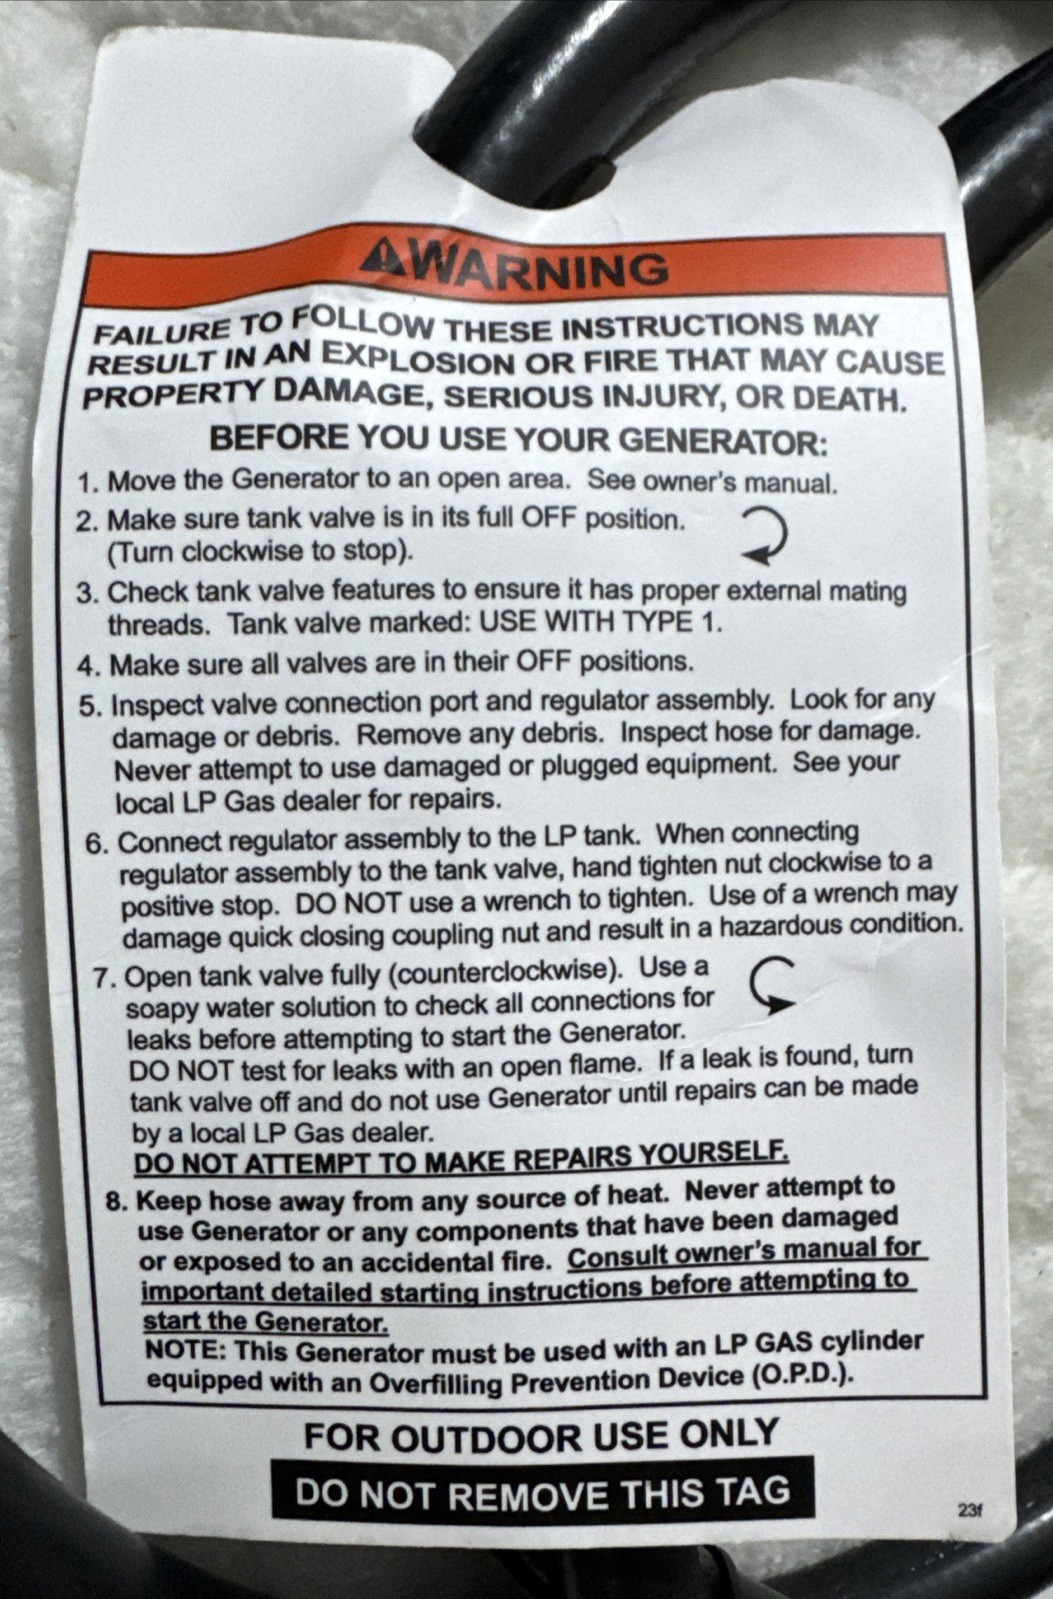 ⚠WARNING
FAILURE TO FOLLOW THESE INSTRUCTIONS MAY
RESULT IN AN EXPLOSION OR FIRE THAT MAY CAUSE
PROPERTY DAMAGE, SERIOUS INJURY, OR DEATH.
BEFORE YOU USE YOUR GENERATOR:
1. Move the Generator to an open area. See owner's manual.
2. Make sure tank valve is in its full OFF position.
(Turn clockwise to stop).
3. Check tank valve features to ensure it has proper external mating
threads. Tank valve marked: USE WITH TYPE 1.
4. Make sure all valves are in their OFF positions.
5. Inspect valve connection port and regulator assembly. Look for any
damage or debris. Remove any debris. Inspect hose for damage.
Never attempt to use damaged or plugged equipment. See your
local LP Gas dealer for repairs.
6. Connect regulator assembly to the LP tank. When connecting
regulator assembly to the tank valve, hand tighten nut clockwise to a
positive stop. DO NOT use a wrench to tighten. Use of a wrench may
damage quick closing coupling nut and result in a hazardous condition.
7. Open tank valve fully (counterclockwise). Use a
soapy water solution to check all connections for
leaks before attempting to start the Generator.
DO NOT test for leaks with an open flame. If a leak is found, turn
tank valve off and do not use Generator until repairs can be made
by a local LP Gas dealer.
DO NOT ATTEMPT TO MAKE REPAIRS YOURSELF.
8. Keep hose away from any source of heat. Never attempt to
use Generator or any components that have been damaged
or exposed to an accidental fire. Consult owner's manual for
important detailed starting instructions before attempting to
start the Generator.
NOTE: This Generator must be used with an LP GAS cylinder
equipped with an Overfilling Prevention Device (O.P.D.).
FOR OUTDOOR USE ONLY
DO NOT REMOVE THIS TAG
23f